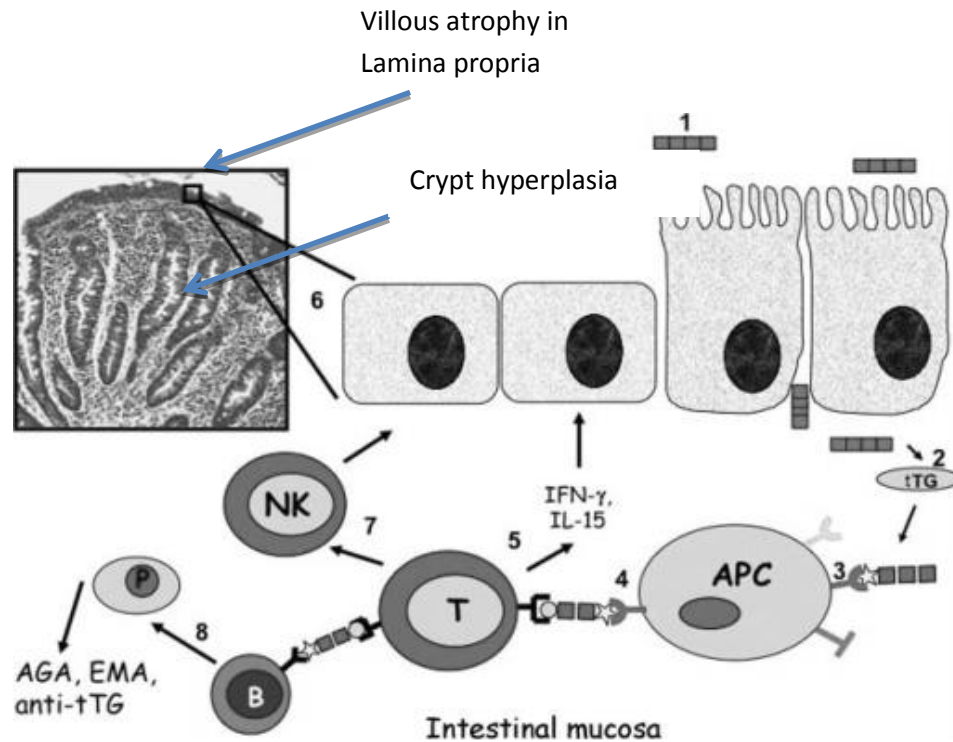 Villous atrophy in
Lamina propria
1
Crypt hyperplasia
6
2
tTG
NK
IFN-γ,
IL-15
7
5
4
APC
3
P
T
8
AGA, EMA,
anti-tTG
B
Intestinal mucosa